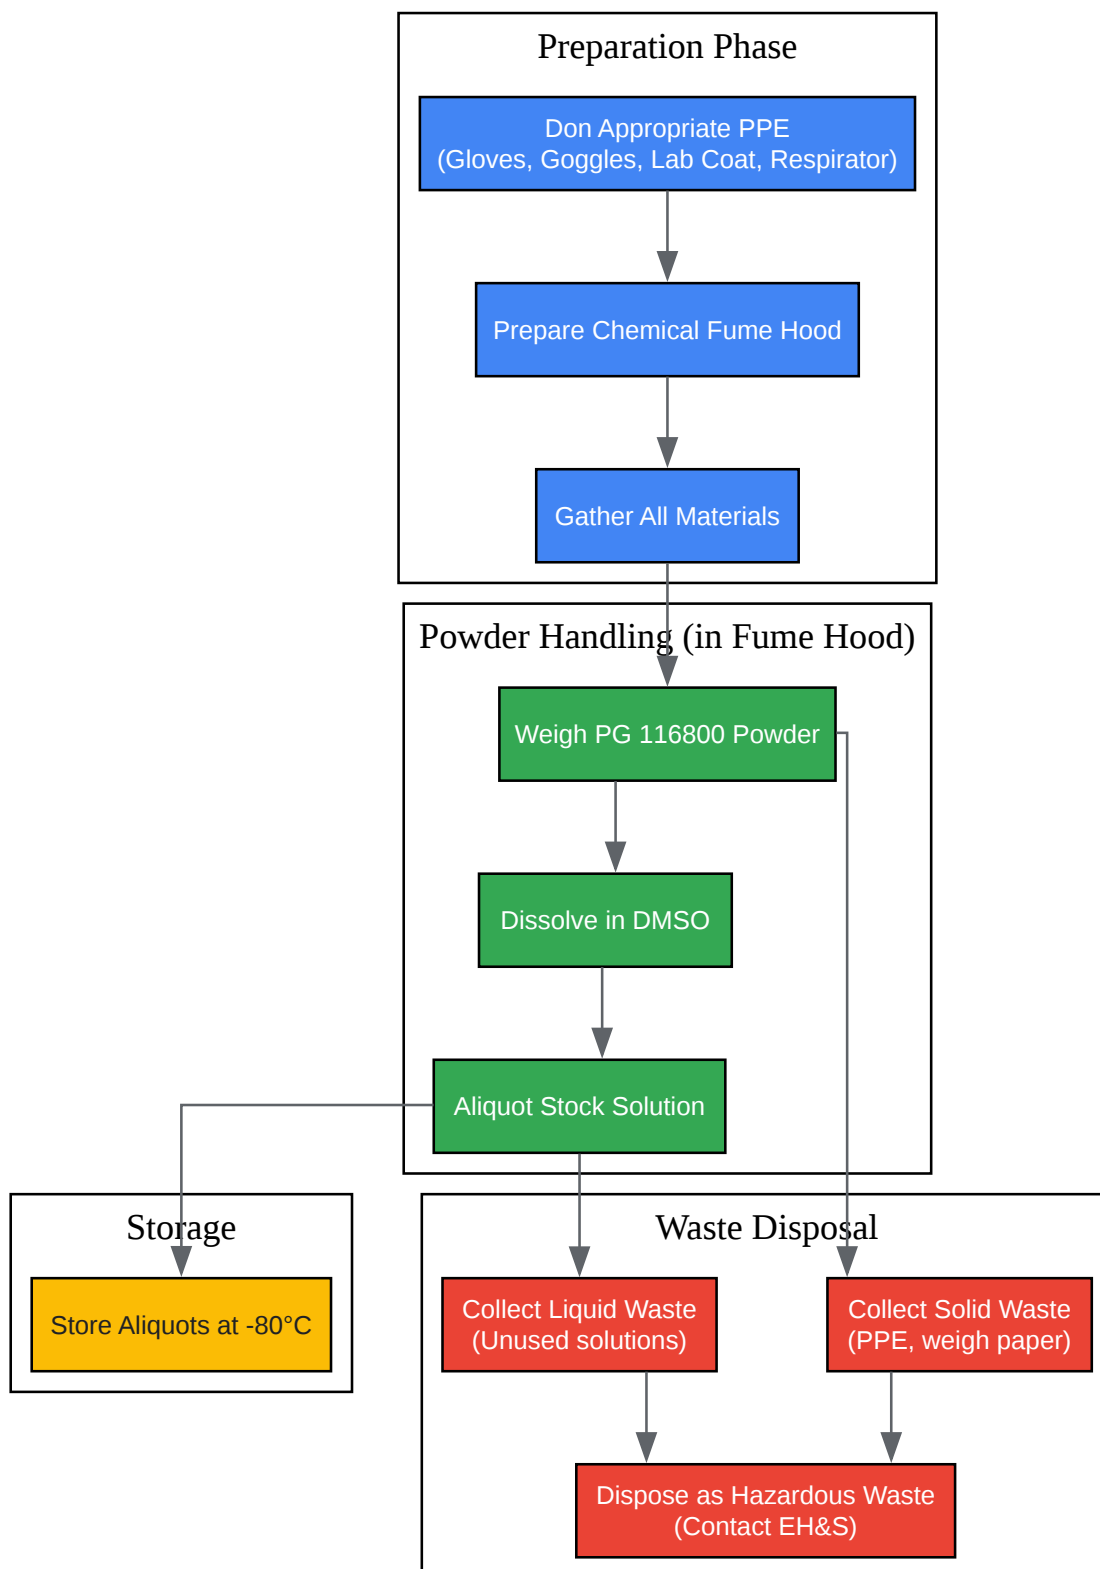 Preparation Phase
Don Appropriate PPE
(Gloves, Goggles, Lab Coat, Respirator)
Prepare Chemical Fume Hood
Gather All Materials
Powder Handling (in Fume Hood)
Weigh PG 116800 Powder
Dissolve in DMSO
Aliquot Stock Solution
Storage
Store Aliquots at -80°C
Waste Disposal
Collect Liquid Waste
(Unused solutions)
Collect Solid Waste
(PPE, weigh paper)
Dispose as Hazardous Waste
(Contact EH&S)